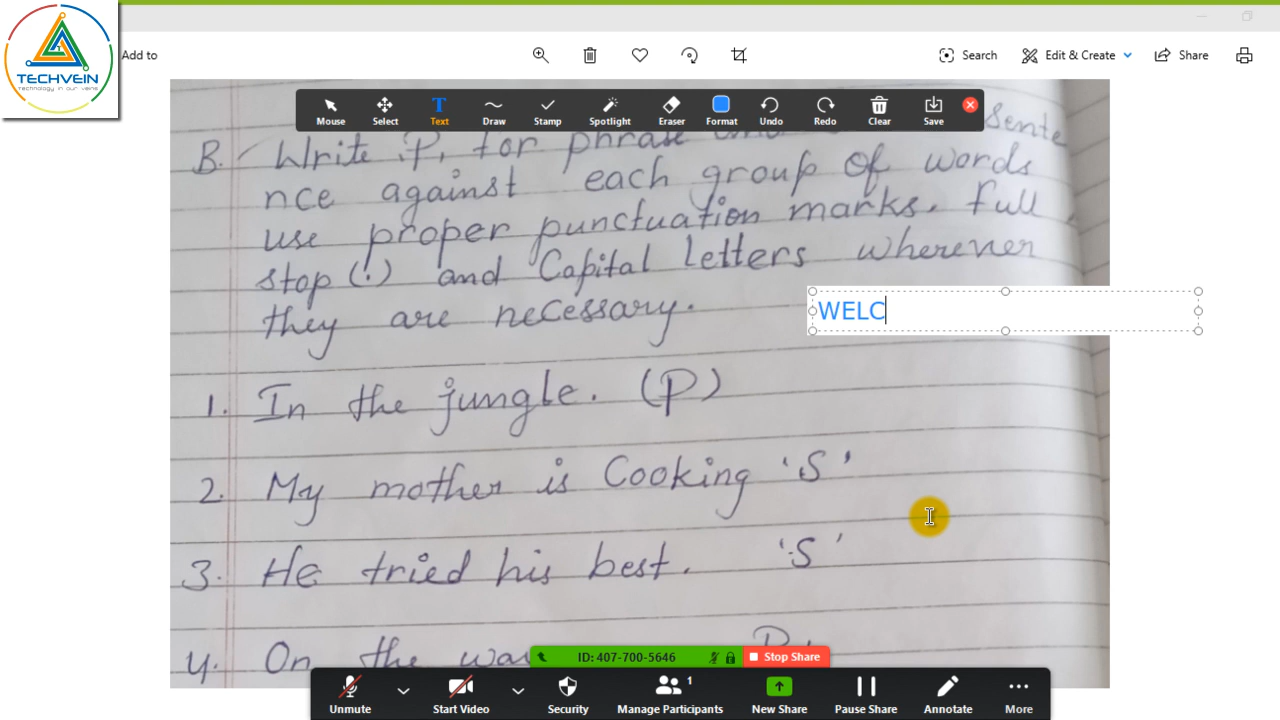 TECHVEIN
Technology in our veins
Add to
Search
Edit & Create
Share
Mouse
Select
Text
Draw
Stamp
Spotlight
Eraser
Format
Undo
Redo
Clear
Save
B. Write 'P' for phrase Sente
nce against each group of words
use proper punctuation marks. full
stop (.) and Capital letters wherever
they are necessary.
WELC
1. In the jungle. (P)
2. My mother is Cooking 'S'
3. He tried his best. 'S'
4. On the P
ID: 407-700-5646
Stop Share
Unmute
Start Video
Security
Manage Participants 1
New Share
Pause Share
Annotate
More